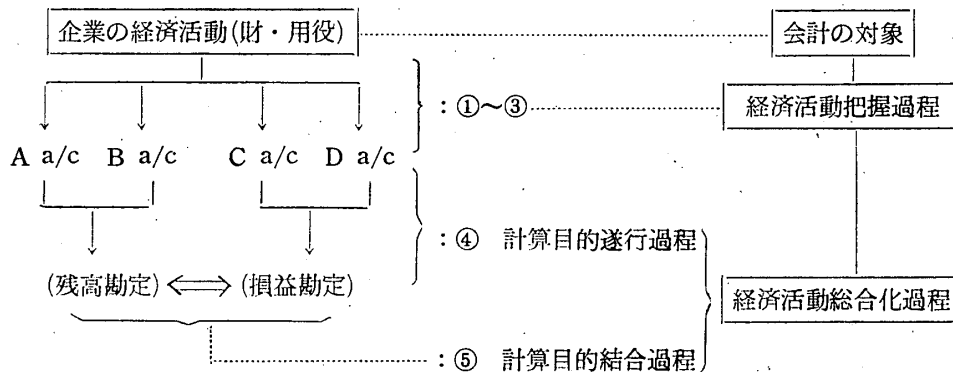 企業の経済活動(財・用役)
会計の対象
:①~③
経済活動把握過程
A a/c B a/c C a/c D a/c
:④ 計算目的遂行過程
(残高勘定)⇐⇒(損益勘定)
経済活動総合化過程
:⑤ 計算目的結合過程